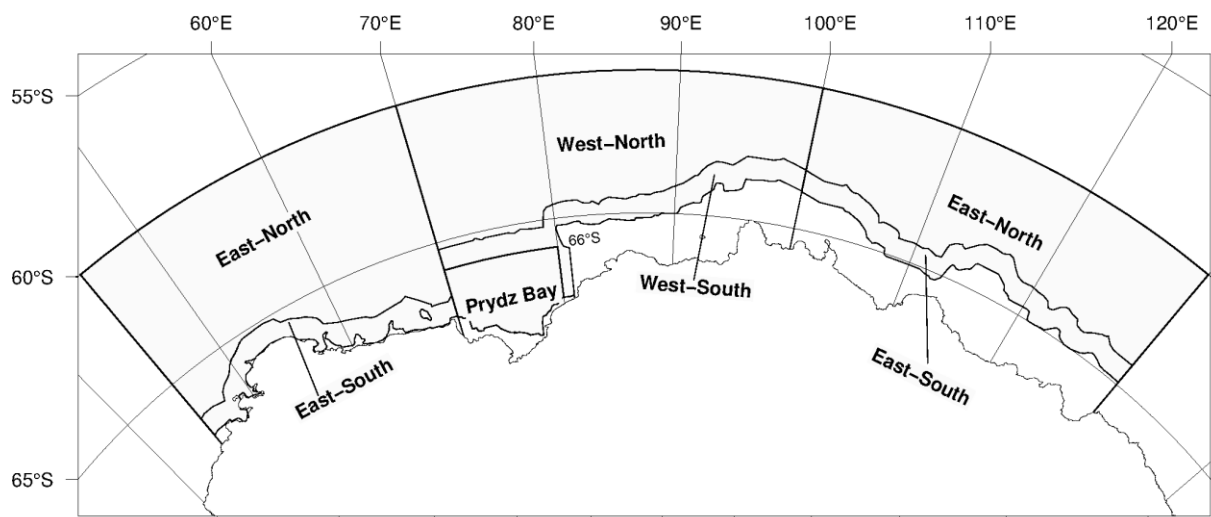 60°E 70°E 80°E 90°E 100°E 110°E 120°E
55°S
West−North
East−North
East−North
66°S
60°S
West−South
Prydz Bay
East−South
East−South
65°S